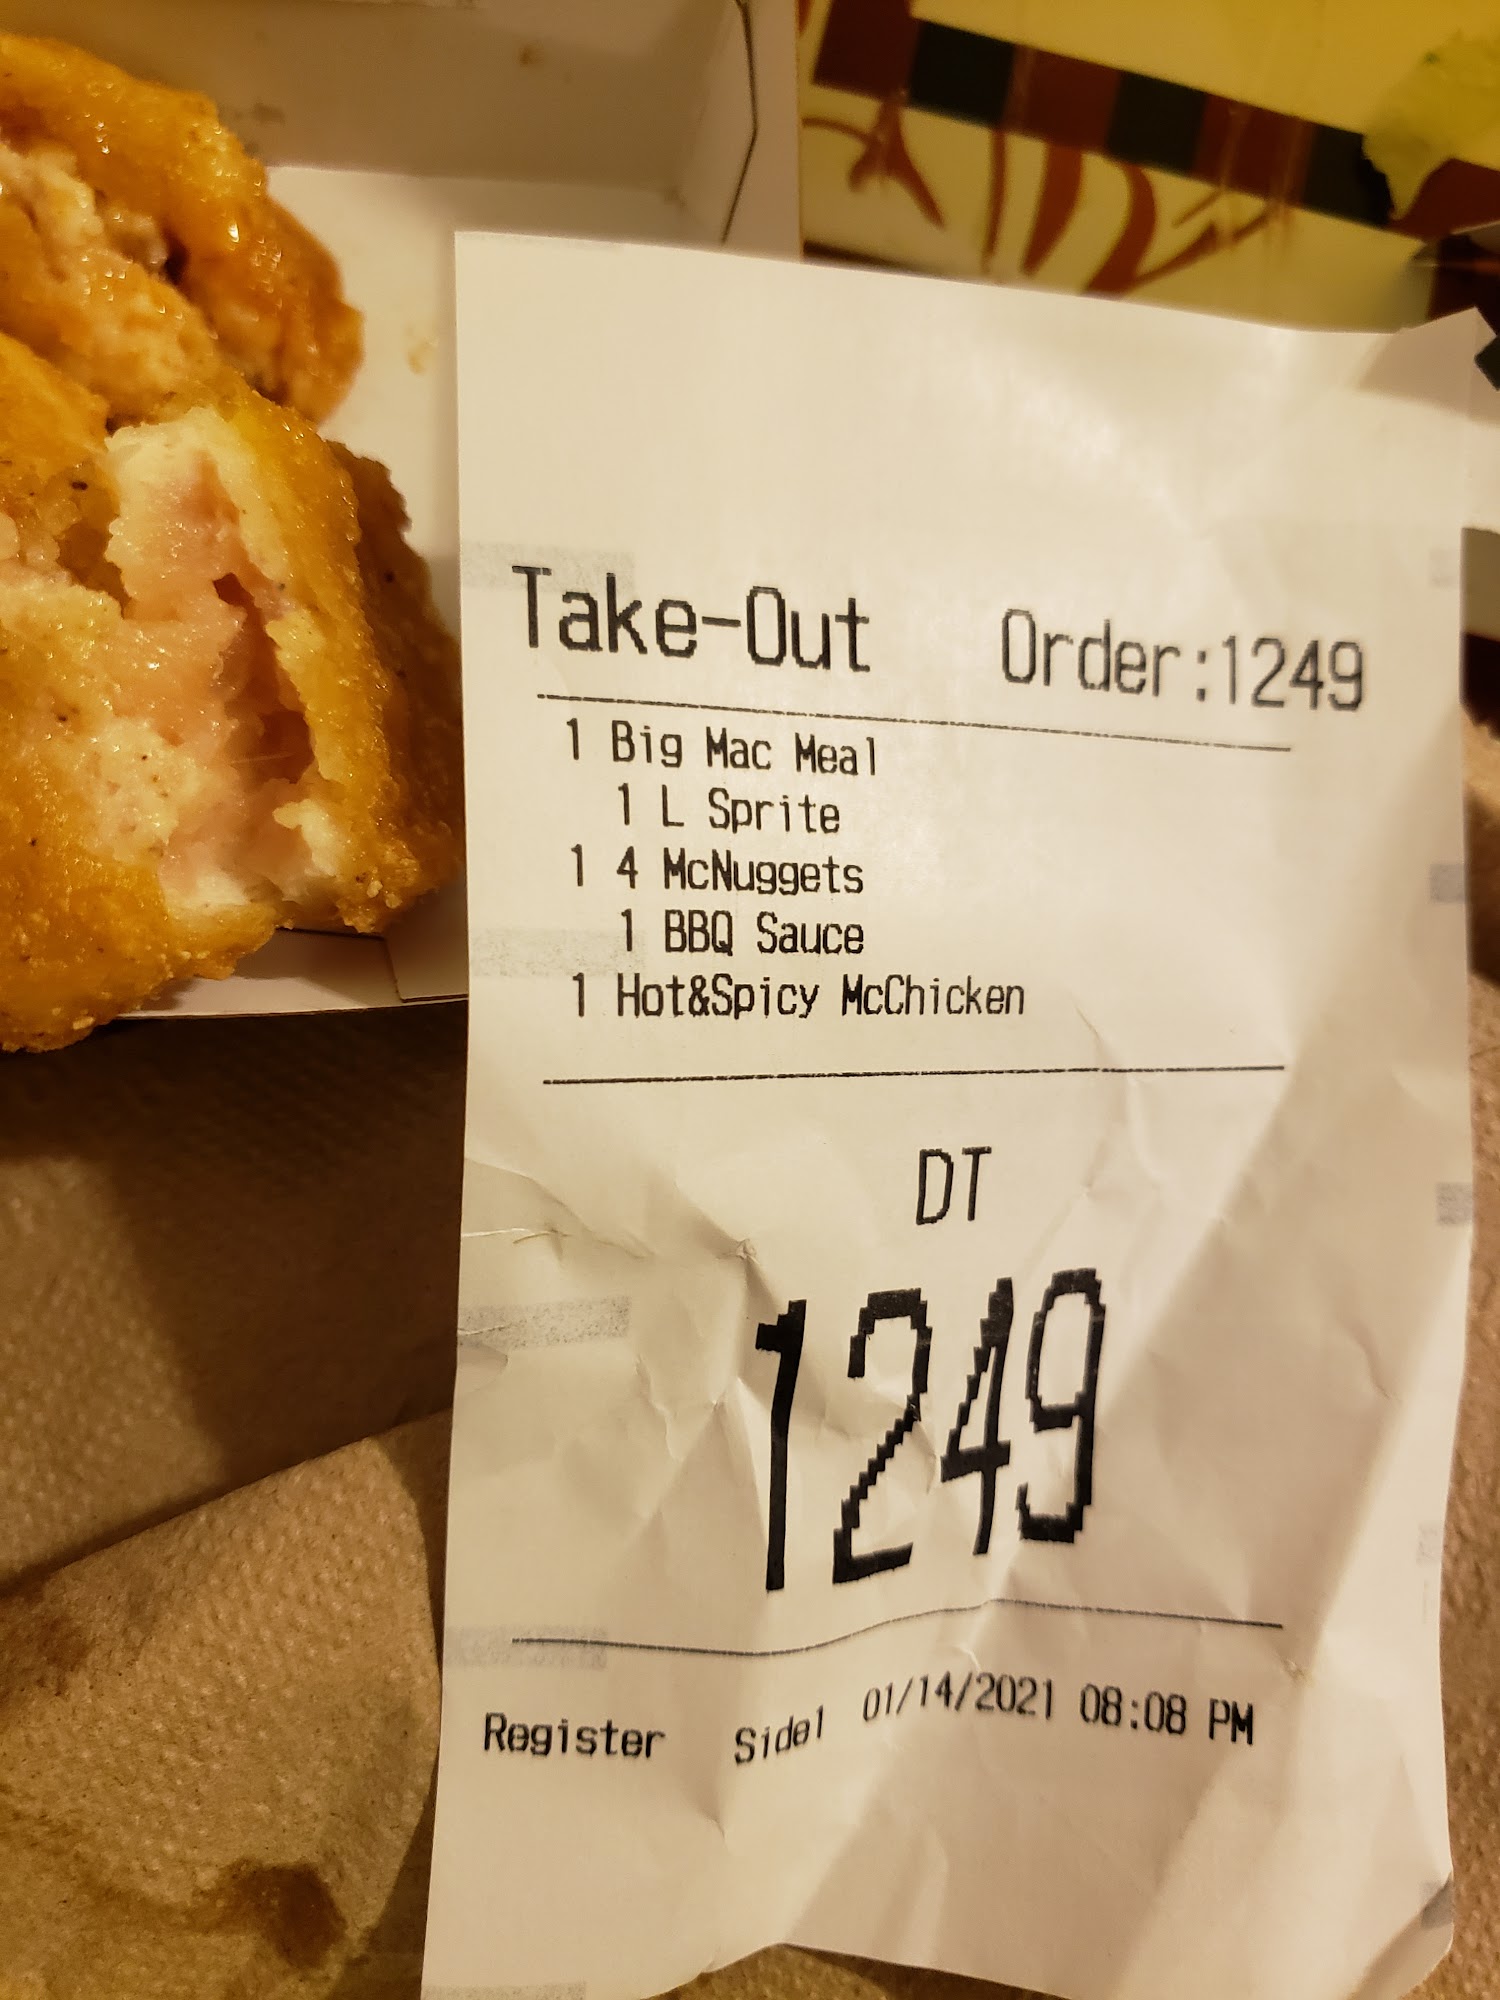 Take-Out Order:1249
1 Big Mac Meal
1 L Sprite
1 4 McNuggets
1 BBQ Sauce
1 Hot&Spicy McChicken
DT
1249
Register Side1 01/14/2021 08:08 PM